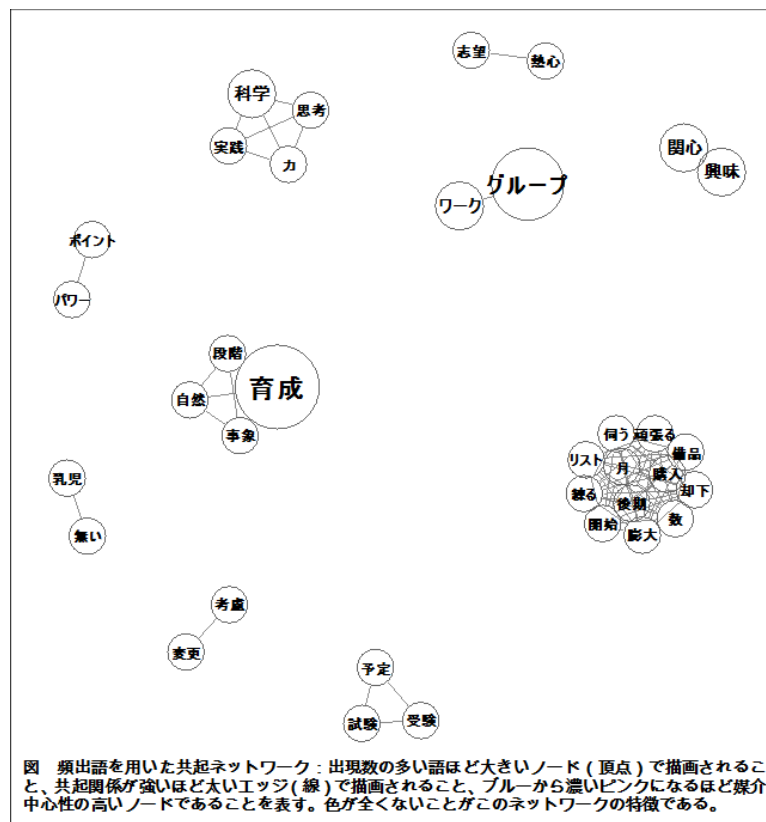 志望
熱心
科学
思考
実践
力
関心
興味
グループ
ワーク
ポイント
パワー
段階
育成
自然
事象
伺う
頑張る
備品
リスト
月
購入
練る
却下
後期
開始
数
膨大
乳児
無い
考慮
変更
予定
試験
受験
図 頻出語を用いた共起ネットワーク：出現数の多い語ほど大きいノード（頂点）で描画されるこ
と、共起関係が強いほど太いエッジ（線）で描画されること、ブルーから濃いピンクになるほど媒介
中心性の高いノードであることを表す。色が全くないことがこのネットワークの特徴である。